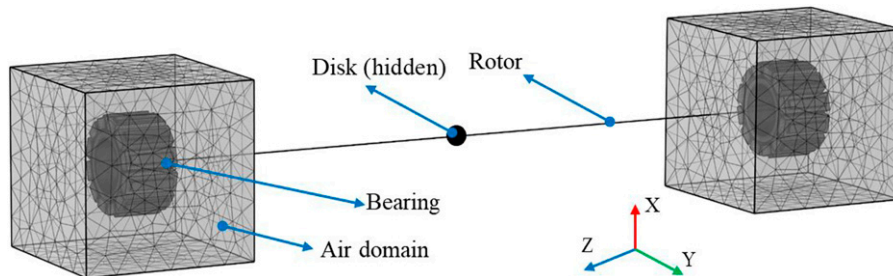 Disk (hidden)
Rotor
Bearing
Air domain
X
Z
Y